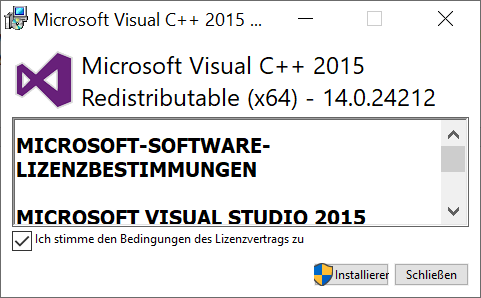 Microsoft Visual C++ 2015 ...
Microsoft Visual C++ 2015
Redistributable (x64) - 14.0.24212
MICROSOFT-SOFTWARE-
LIZENZBESTIMMUNGEN
MICROSOFT VISUAL STUDIO 2015
Ich stimme den Bedingungen des Lizenzvertrags zu
Installieren Schließen